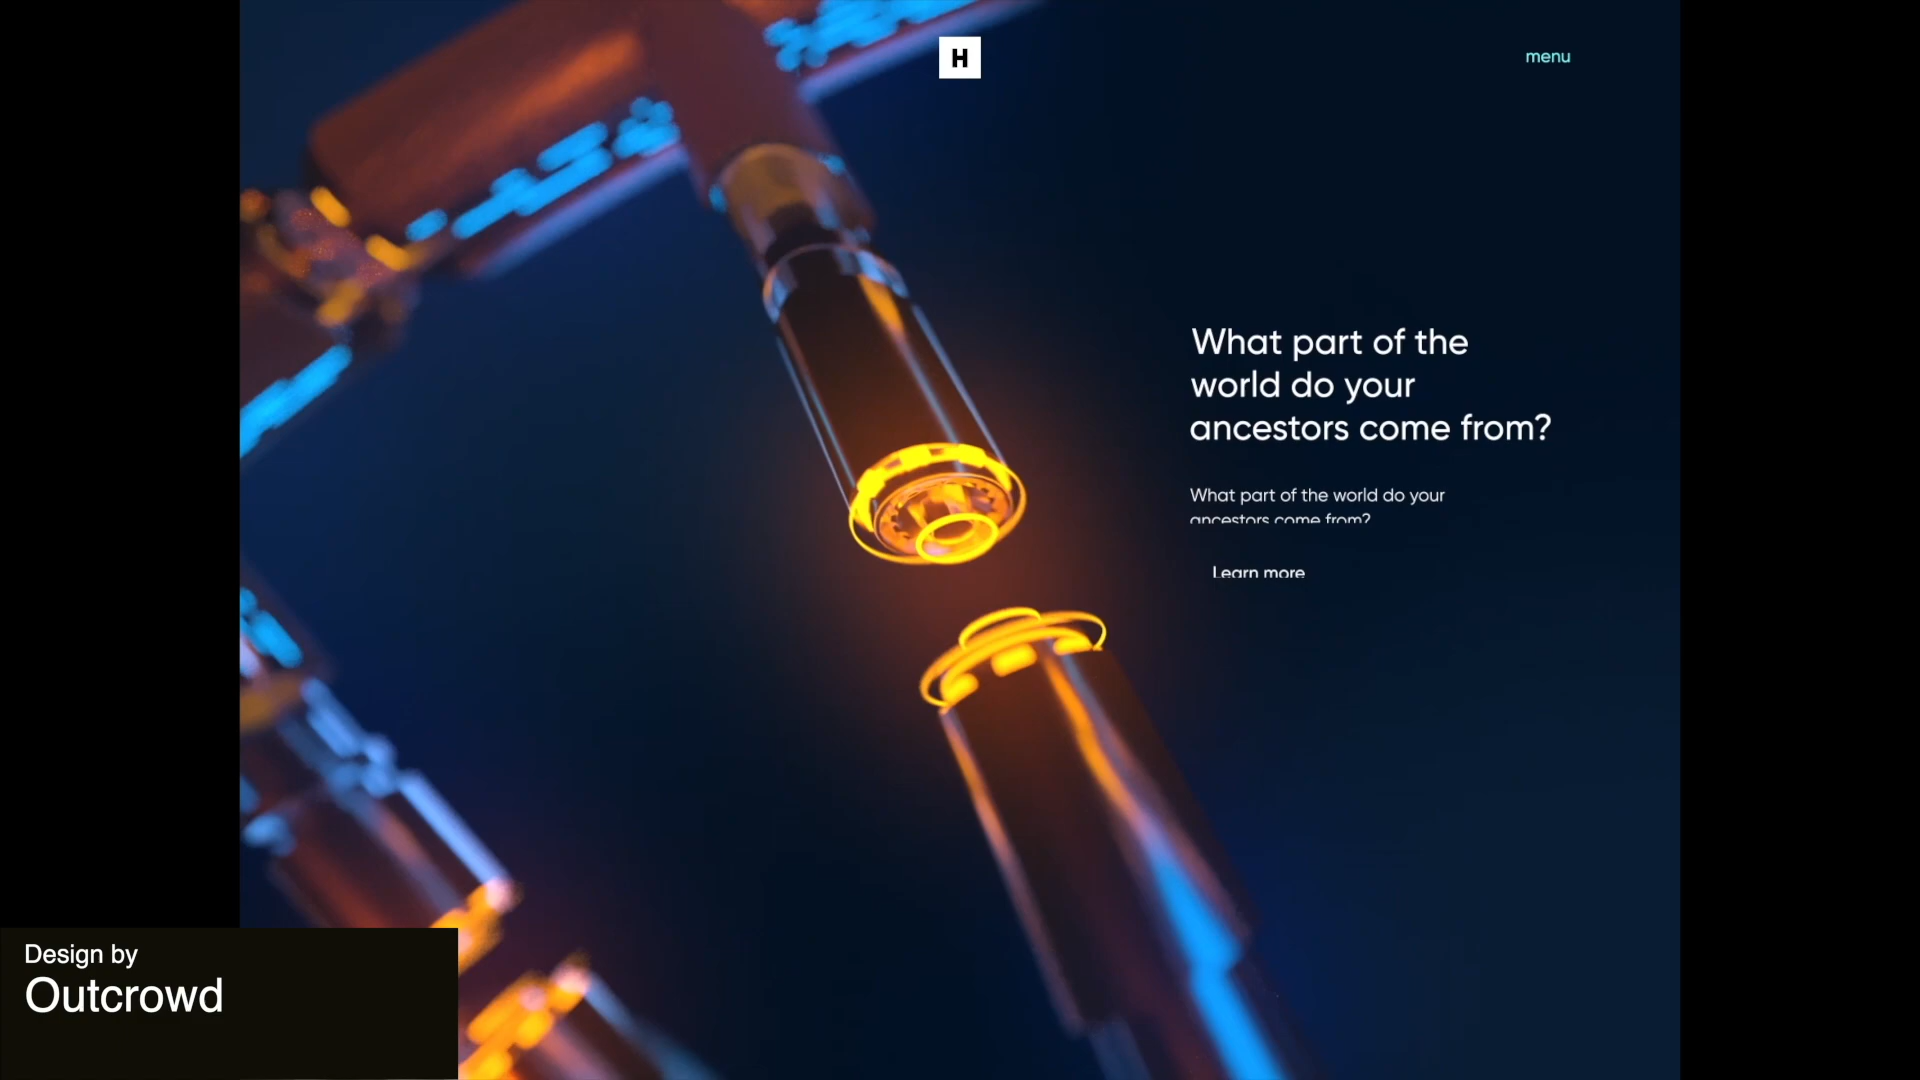 H
menu
What part of the
world do your
ancestors come from?
What part of the world do your
ancestors come from?
Learn more
Design by
Outcrowd